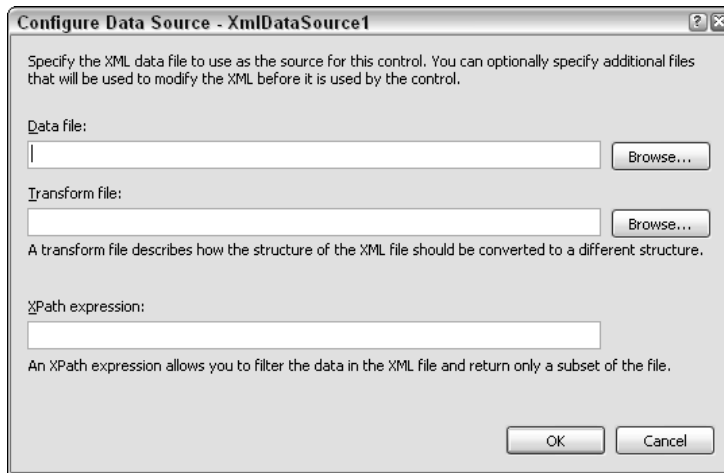 Configure Data Source - XmlDataSource1
Specify the XML data file to use as the source for this control. You can optionally specify additional files
that will be used to modify the XML before it is used by the control.
Data file:
Browse...
Transform file:
Browse...
A transform file describes how the structure of the XML file should be converted to a different structure.
XPath expression:
An XPath expression allows you to filter the data in the XML file and return only a subset of the file.
OK Cancel